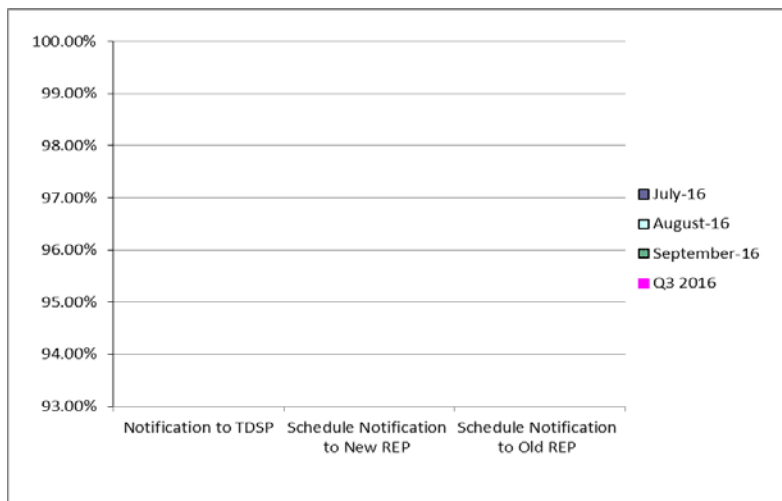 100.00%
99.00%
98.00%
97.00%
96.00%
95.00%
94.00%
93.00%
Notification to TDSP
Schedule Notification
to New REP
Schedule Notification
to Old REP
July-16
August-16
September-16
Q3 2016